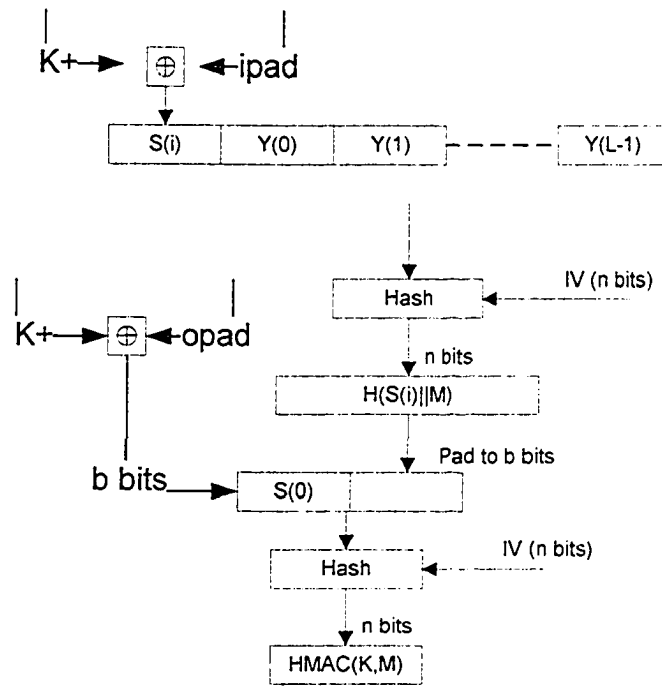 K+ ⊕ ipad
S(i) Y(0) Y(1) Y(L-1)
IV (n bits)
Hash
K+ ⊕ opad
n bits
H(S(i)||M)
Pad to b bits
b bits S(0)
IV (n bits)
Hash
n bits
HMAC(K,M)